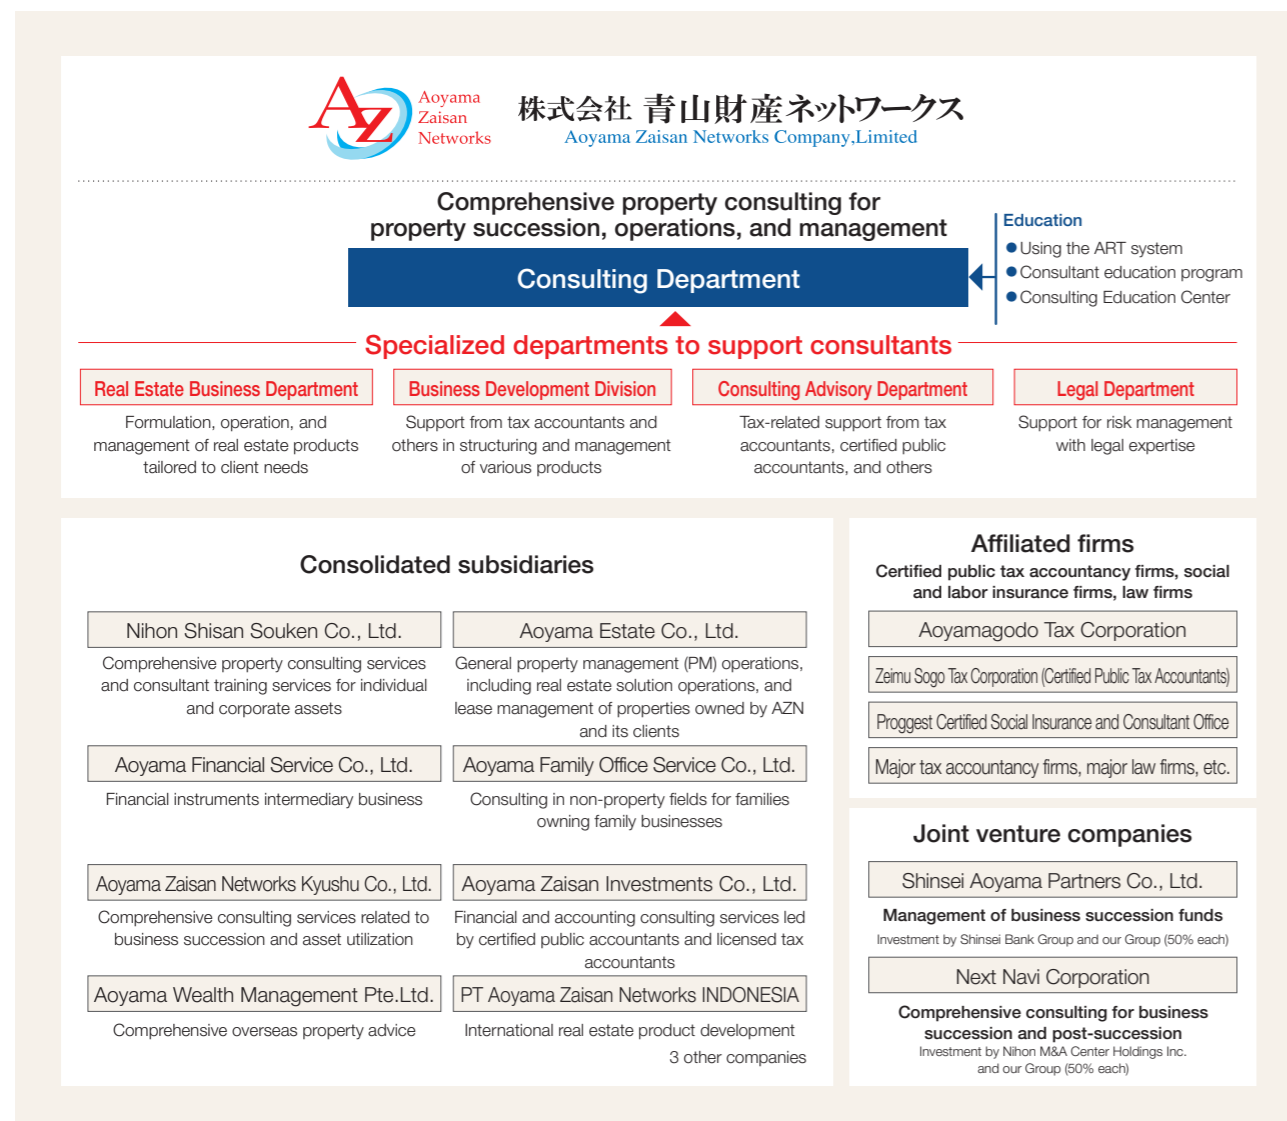 AZ
Aoyama
Zaisan
Networks
株式会社 青山財産ネットワークス
Aoyama Zaisan Networks Company,Limited
Comprehensive property consulting for
property succession, operations, and management
Consulting Department
Education
● Using the ART system
● Consultant education program
● Consulting Education Center
Specialized departments to support consultants
Real Estate Business Department
Formulation, operation, and
management of real estate products
tailored to client needs
Business Development Division
Support from tax accountants and
others in structuring and management
of various products
Consulting Advisory Department
Tax-related support from tax
accountants, certified public
accountants, and others
Legal Department
Support for risk management
with legal expertise
Consolidated subsidiaries
Nihon Shisan Souken Co., Ltd.
Comprehensive property consulting services
and consultant training services for individual
and corporate assets
Aoyama Estate Co., Ltd.
General property management (PM) operations,
including real estate solution operations, and
lease management of properties owned by AZN
and its clients
Aoyama Financial Service Co., Ltd.
Financial instruments intermediary business
Aoyama Family Office Service Co., Ltd.
Consulting in non-property fields for families
owning family businesses
Aoyama Zaisan Networks Kyushu Co., Ltd.
Comprehensive consulting services related to
business succession and asset utilization
Aoyama Zaisan Investments Co., Ltd.
Financial and accounting consulting services led
by certified public accountants and licensed tax
accountants
Aoyama Wealth Management Pte.Ltd.
Comprehensive overseas property advice
PT Aoyama Zaisan Networks INDONESIA
International real estate product development
3 other companies
Affiliated firms
Certified public tax accountancy firms, social
and labor insurance firms, law firms
Aoyamagodo Tax Corporation
Zeimu Sogo Tax Corporation (Certified Public Tax Accountants)
Proggest Certified Social Insurance and Consultant Office
Major tax accountancy firms, major law firms, etc.
Joint venture companies
Shinsei Aoyama Partners Co., Ltd.
Management of business succession funds
Investment by Shinsei Bank Group and our Group (50% each)
Next Navi Corporation
Comprehensive consulting for business
succession and post-succession
Investment by Nihon M&A Center Holdings Inc.
and our Group (50% each)